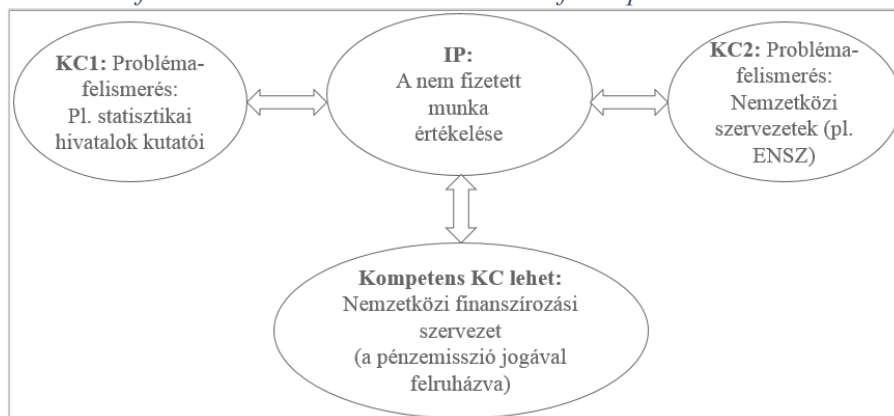 KC1: Probléma-
felismerés:
Pl. statisztikai
hivatalok kutatói
IP:
A nem fizetett
munka
értékelése
KC2: Probléma-
felismerés:
Nemzetközi
szervezetek (pl.
ENSZ)
Kompetens KC lehet:
Nemzetközi finanszírozási
szervezet
(a pénzemisszió jogával
felruházva)